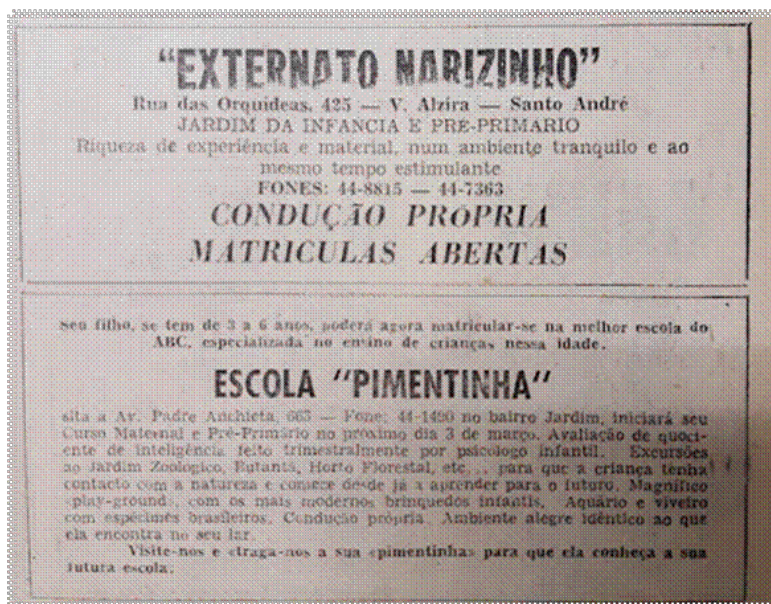 "EXTERNATO NARIZINHO"
Rua das Orquideas, 425 — V. Alzira — Santo André
JARDIM DA INFANCIA E PRE-PRIMARIO
Riqueza de experiência e material, num ambiente tranquilo e ao
mesmo tempo estimulante
FONES: 44-8815 — 44-7363
CONDUÇÃO PRÓPRIA
MATRICULAS ABERTAS
Seu filho, se tem de 3 a 6 anos, poderá agora matricular-se na melhor escola do
ABC, especializada no ensino de crianças nessa idade.
ESCOLA "PIMENTINHA"
sita a Av. Padre Anchieta, 663 — Fone: 44-1490 no bairro Jardim, iniciará seu
Curso Maternal e Pré-Primário no próximo dia 3 de março. Avaliação de quoci-
ente de inteligência feito trimestralmente por psicologo infantil. Excursões
ao Jardim Zoologico, Butantã, Horto Florestal, etc... para que a criança tenha
contacto com a natureza e comece desde já a aprender para o futuro. Magnífico
«play-ground» com os mais modernos brinquedos infantis. Aquário e viveiro
com espécimes brasileiros. Condução própria. Ambiente alegre idêntico ao que
ela encontra no seu lar.
Visite-nos e «traga-nos a sua «pimentinha» para que ela conheça a sua
futura escola.